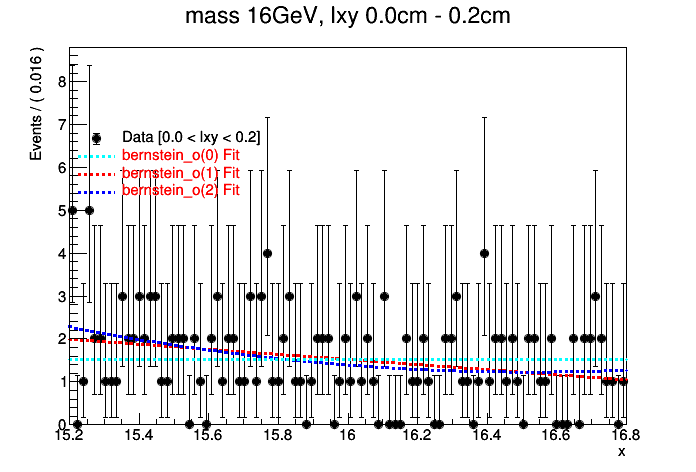 mass 16GeV, lxy 0.0cm - 0.2cm
Events / ( 0.016 )
8
7
6
5
4
3
2
1
0
Data [0.0 < lxy < 0.2]
bernstein_o(0) Fit
bernstein_o(1) Fit
bernstein_o(2) Fit
15.2 15.4 15.6 15.8 16 16.2 16.4 16.6 16.8
x